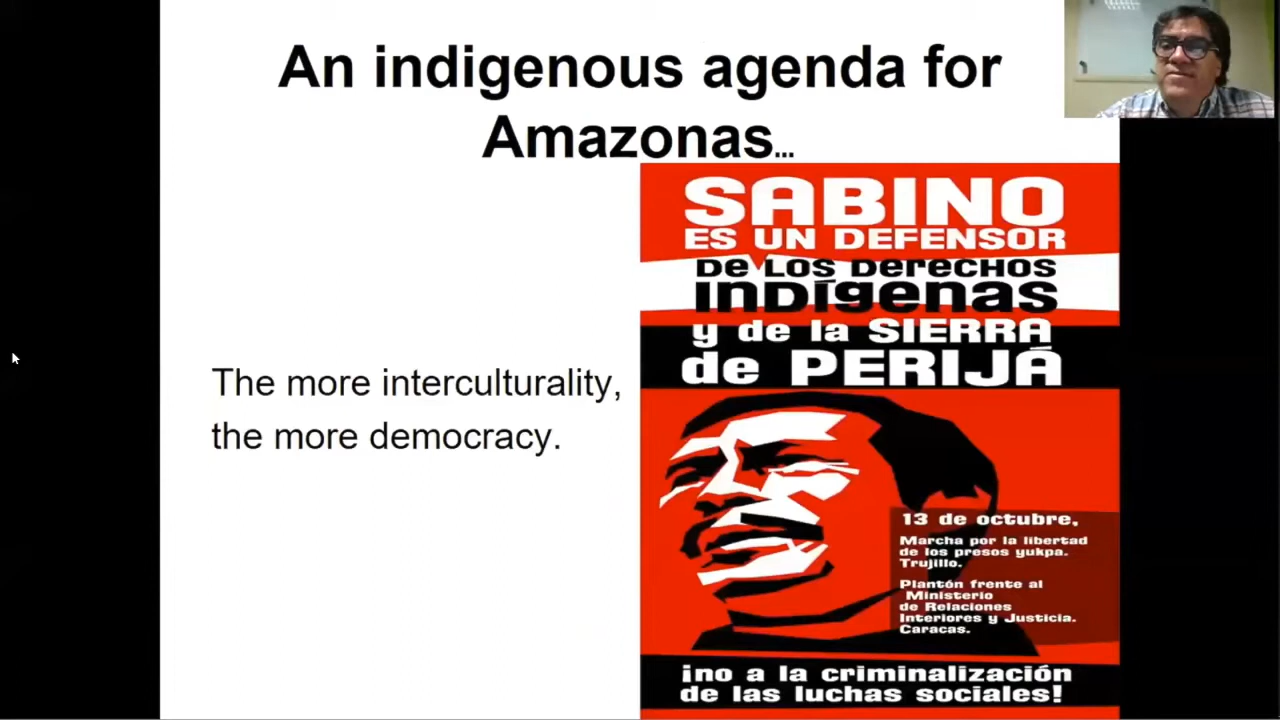 An indigenous agenda for
Amazonas...
The more interculturality,
the more democracy.
SABINO
ES UN DEFENSOR
De LOS DerecHOS
INDígenas
y de la SIERRA
de PERIJÁ
13 de octubre,
Marcha por la libertad
de los presos yukpa.
Trujillo.
Plantón frente al
Ministerio
de Relaciones
Interiores y Justicia.
Caracas.
¡no a la criminalización
de las luchas sociales!